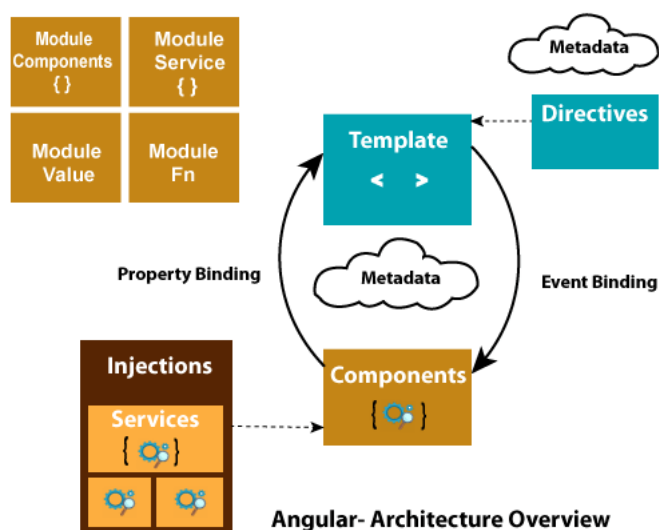 Module
Components
{ }
Module
Service
{ }
Module
Value
Module
Fn
Metadata
Directives
Template
< >
Property Binding
Metadata
Event Binding
Injections
Services
{ }
Components
{ }
Angular- Architecture Overview